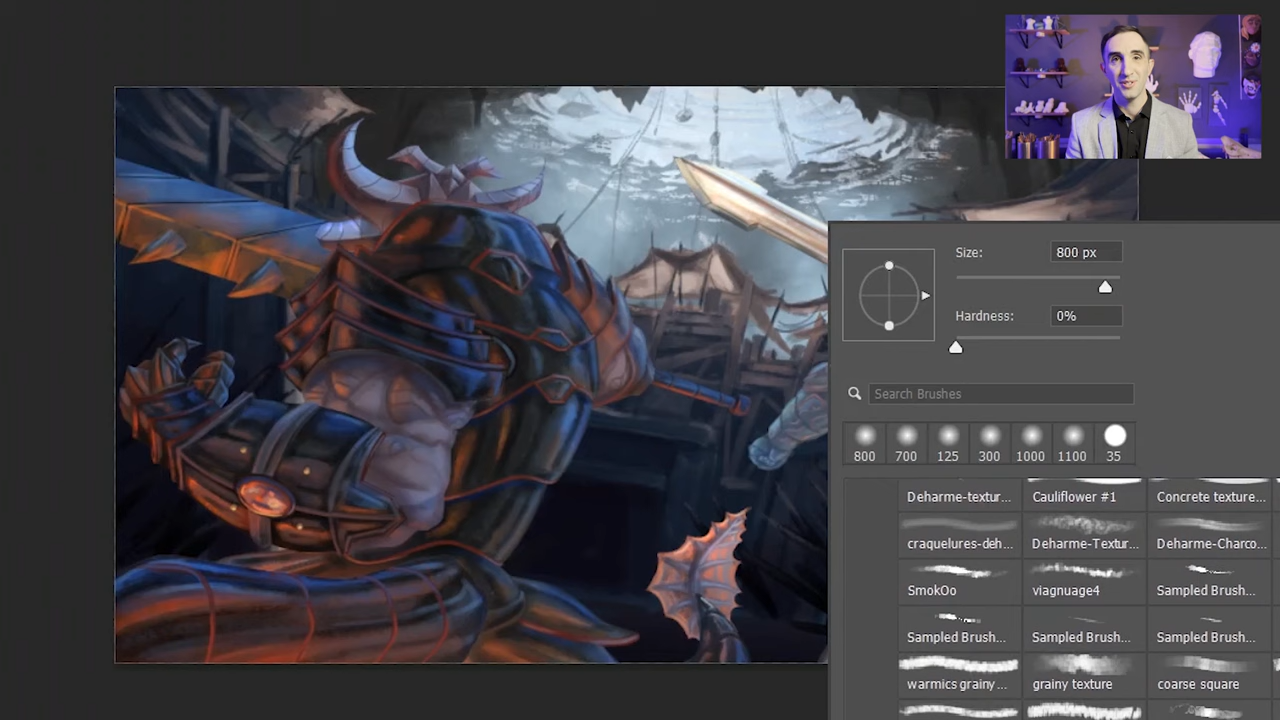 Size: 800 px
Hardness: 0%
Search Brushes
800 700 125 300 1000 1100 35
Deharme-textur... Cauliflower #1 Concrete texture...
craquelures-deh... Deharme-Textur... Deharme-Charco...
SmokOo viagnuage4 Sampled Brush...
Sampled Brush... Sampled Brush... Sampled Brush...
warmics grainy ... grainy texture coarse square